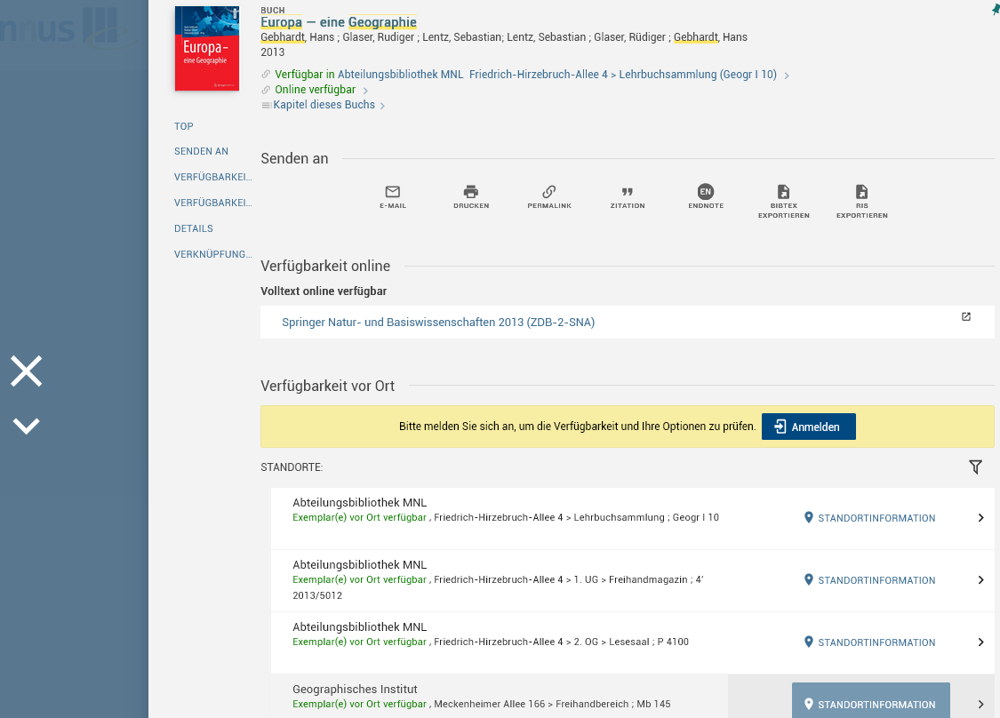 nnus
Europa–
eine Geographie
BUCH
Europa — eine Geographie
Gebhardt, Hans ; Glaser, Rudiger ; Lentz, Sebastian; Lentz, Sebastian ; Glaser, Rüdiger ; Gebhardt, Hans
2013
Verfügbar in Abteilungsbibliothek MNL Friedrich-Hirzebruch-Allee 4 > Lehrbuchsammlung (Geogr I 10)
Online verfügbar
Kapitel dieses Buchs
TOP
SENDEN AN
VERFÜGBARKEI...
VERFÜGBARKEI...
DETAILS
VERKNÜPFUNG...
Senden an
E-MAIL
DRUCKEN
PERMALINK
ZITATION
EN
ENDNOTE
BIBTEX
EXPORTIEREN
RIS
EXPORTIEREN
Verfügbarkeit online
Volltext online verfügbar
Springer Natur- und Basiswissenschaften 2013 (ZDB-2-SNA)
Verfügbarkeit vor Ort
Bitte melden Sie sich an, um die Verfügbarkeit und Ihre Optionen zu prüfen. Anmelden
STANDORTE:
Abteilungsbibliothek MNL
Exemplar(e) vor Ort verfügbar , Friedrich-Hirzebruch-Allee 4 > Lehrbuchsammlung ; Geogr I 10
STANDORTINFORMATION
Abteilungsbibliothek MNL
Exemplar(e) vor Ort verfügbar , Friedrich-Hirzebruch-Allee 4 > 1. UG > Freihandmagazin ; 4'
2013/5012
STANDORTINFORMATION
Abteilungsbibliothek MNL
Exemplar(e) vor Ort verfügbar , Friedrich-Hirzebruch-Allee 4 > 2. OG > Lesesaal ; P 4100
STANDORTINFORMATION
Geographisches Institut
Exemplar(e) vor Ort verfügbar , Meckenheimer Allee 166 > Freihandbereich ; Mb 145
STANDORTINFORMATION